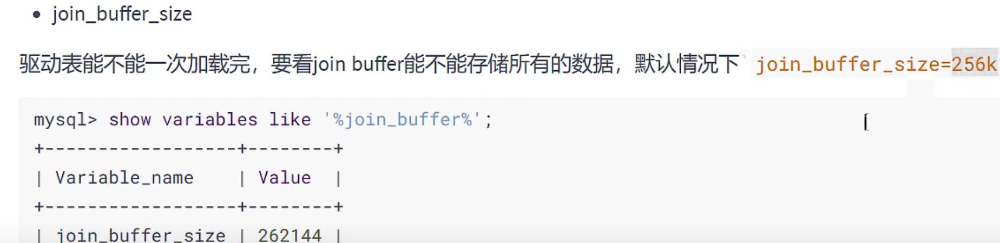 • join_buffer_size
驱动表能不能一次加载完，要看join buffer能不能存储所有的数据，默认情况下` join_buffer_size=256k
mysql> show variables like '%join_buffer%';
+------------------+--------+
| Variable_name    | Value  |
+------------------+--------+
| join_buffer_size | 262144 |